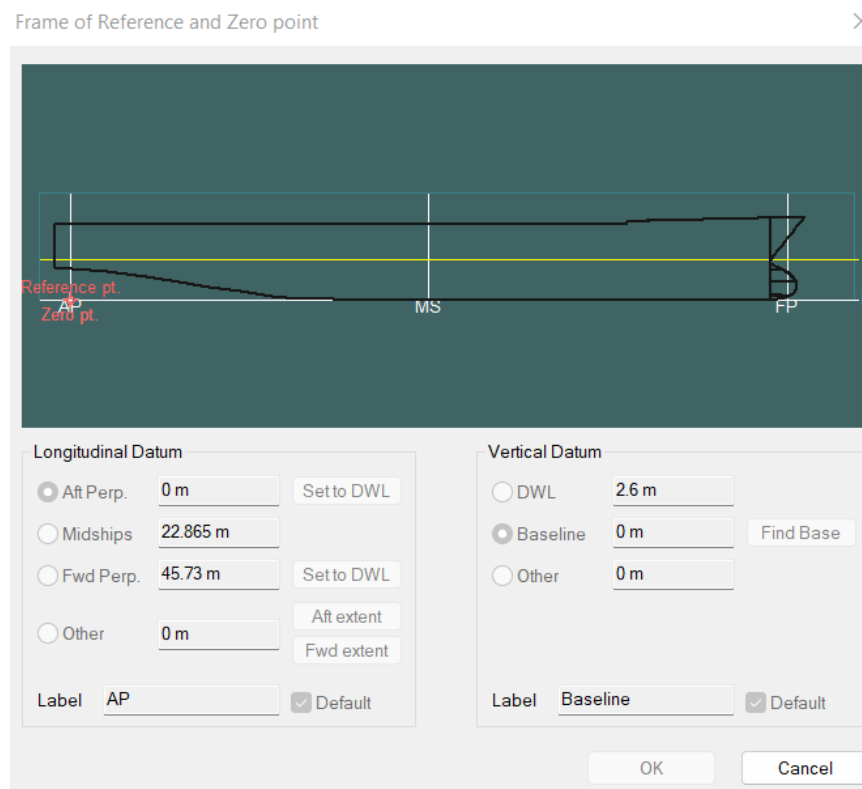 Frame of Reference and Zero point
Reference pt.
AP
Zero pt.
MS
FP
Longitudinal Datum
Aft Perp. 0 m Set to DWL
Midships 22.865 m
Fwd Perp. 45.73 m Set to DWL
Aft extent
Other 0 m
Fwd extent
Label AP Default
Vertical Datum
DWL 2.6 m
Baseline 0 m Find Base
Other 0 m
Label Baseline Default
OK Cancel